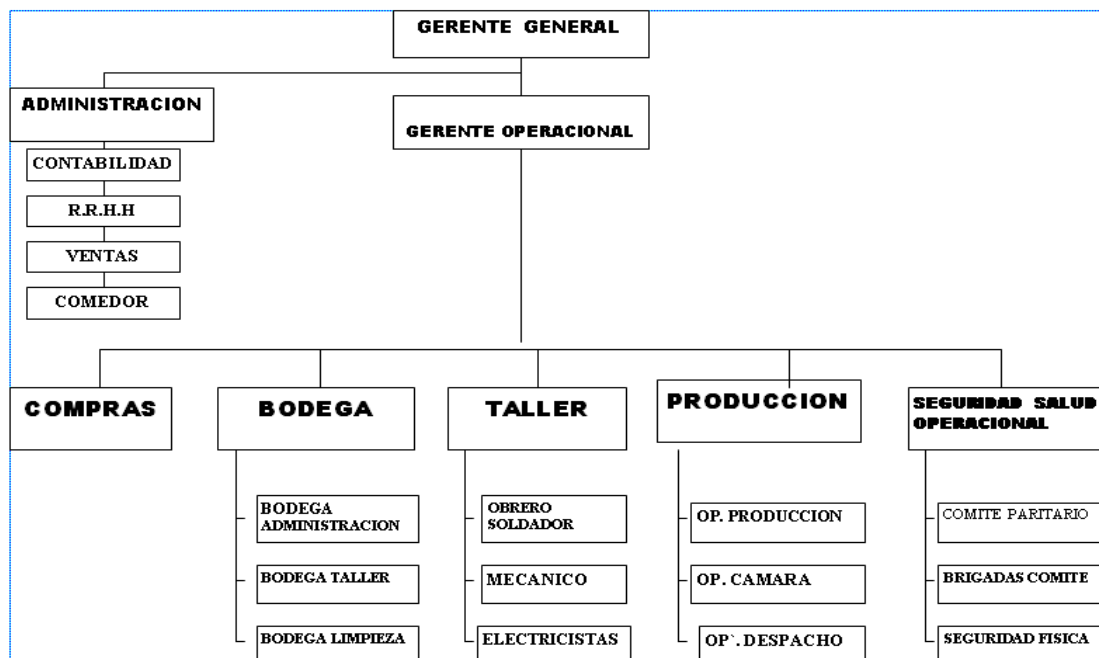 GERENTE GENERAL
ADMINISTRACION
GERENTE OPERACIONAL
CONTABILIDAD
R.R.H.H
VENTAS
COMEDOR
COMPRAS
BODEGA
TALLER
PRODUCCION
SEGURIDAD SALUD
OPERACIONAL
BODEGA
ADMINISTRACION
BODEGA TALLER
BODEGA LIMPIEZA
OBRERO
SOLDADOR
MECANICO
ELECTRICISTAS
OP. PRODUCCION
OP. CAMARA
OP`. DESPACHO
COMITE PARITARIO
BRIGADAS COMITE
SEGURIDAD FISICA